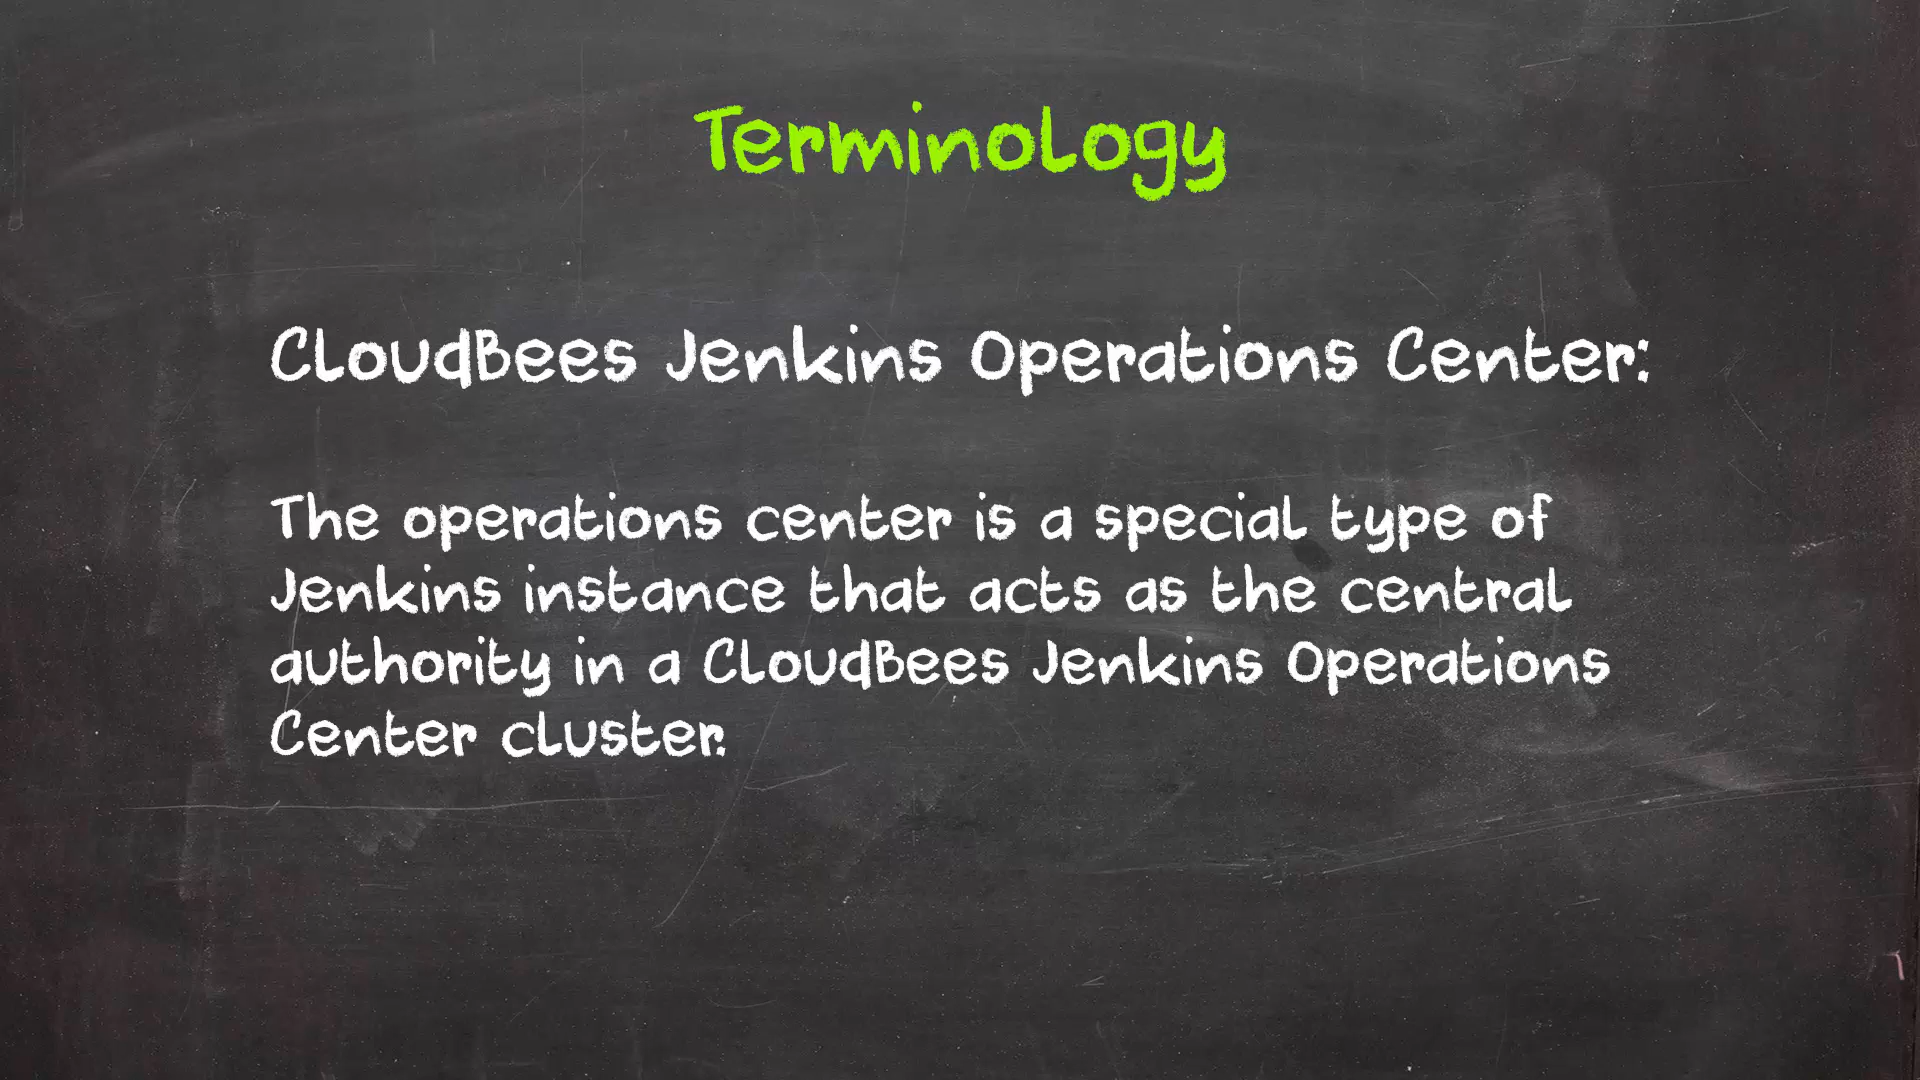 Terminology
CloudBees Jenkins Operations Center:
The operations center is a special type of
Jenkins instance that acts as the central
authority in a CloudBees Jenkins Operations
Center cluster.